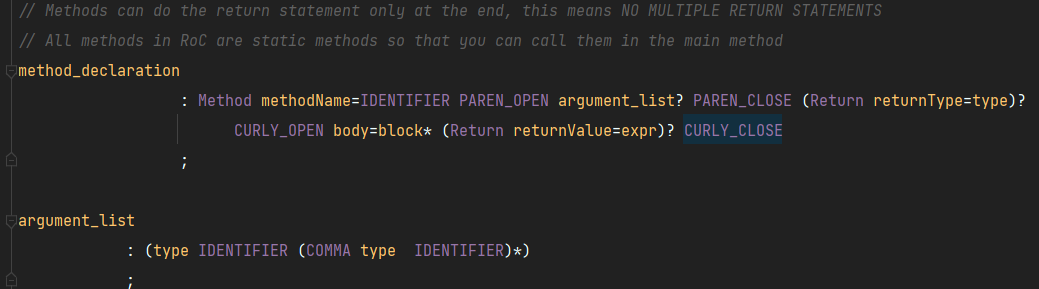 // Methods can do the return statement only at the end, this means NO MULTIPLE RETURN STATEMENTS
// All methods in RoC are static methods so that you can call them in the main method
method_declaration
: Method methodName=IDENTIFIER PAREN_OPEN argument_list? PAREN_CLOSE (Return returnType=type)?
CURLY_OPEN body=block* (Return returnValue=expr)? CURLY_CLOSE
;
argument_list
: (type IDENTIFIER (COMMA type  IDENTIFIER)*)
;